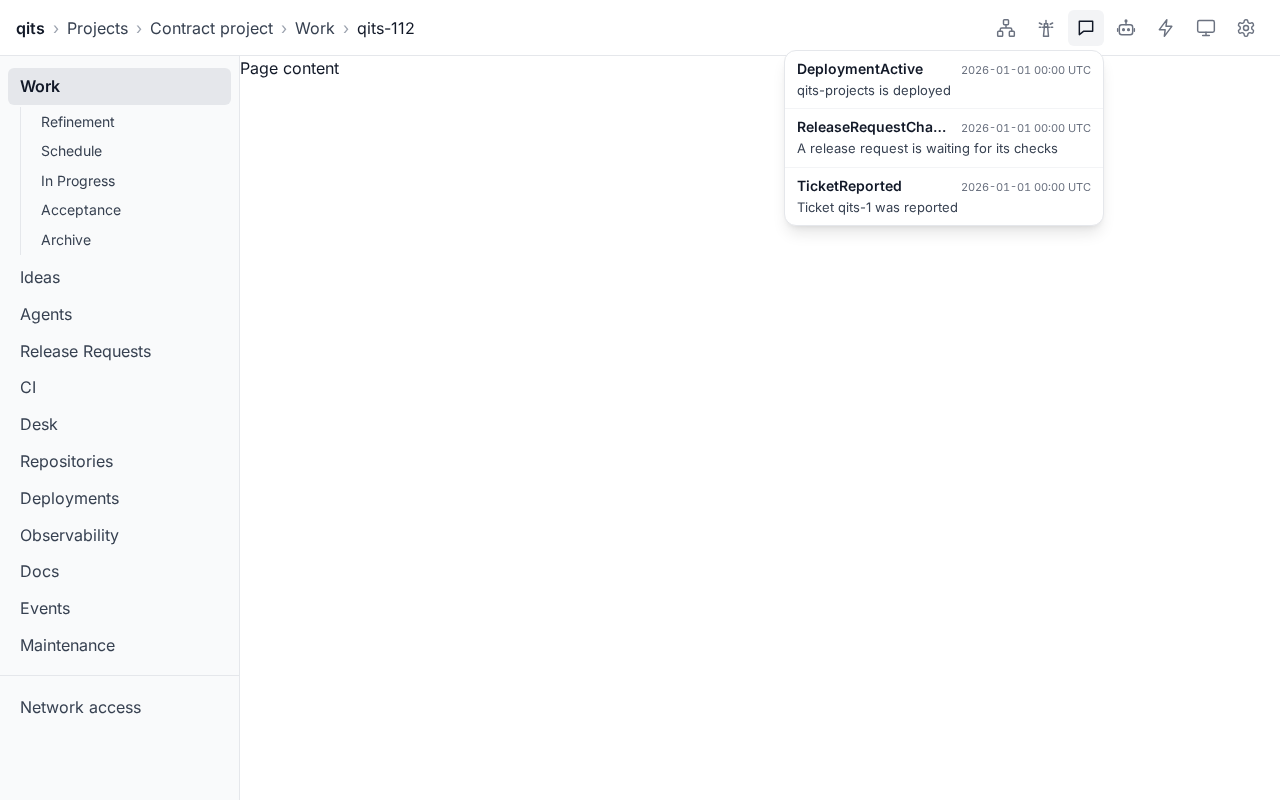 qits › Projects › Contract project › Work › qits-112
Work
Refinement
Schedule
In Progress
Acceptance
Archive
Ideas
Agents
Release Requests
CI
Desk
Repositories
Deployments
Observability
Docs
Events
Maintenance
Network access
Page content
DeploymentActive 2026-01-01 00:00 UTC
qits-projects is deployed
ReleaseRequestCha... 2026-01-01 00:00 UTC
A release request is waiting for its checks
TicketReported 2026-01-01 00:00 UTC
Ticket qits-1 was reported